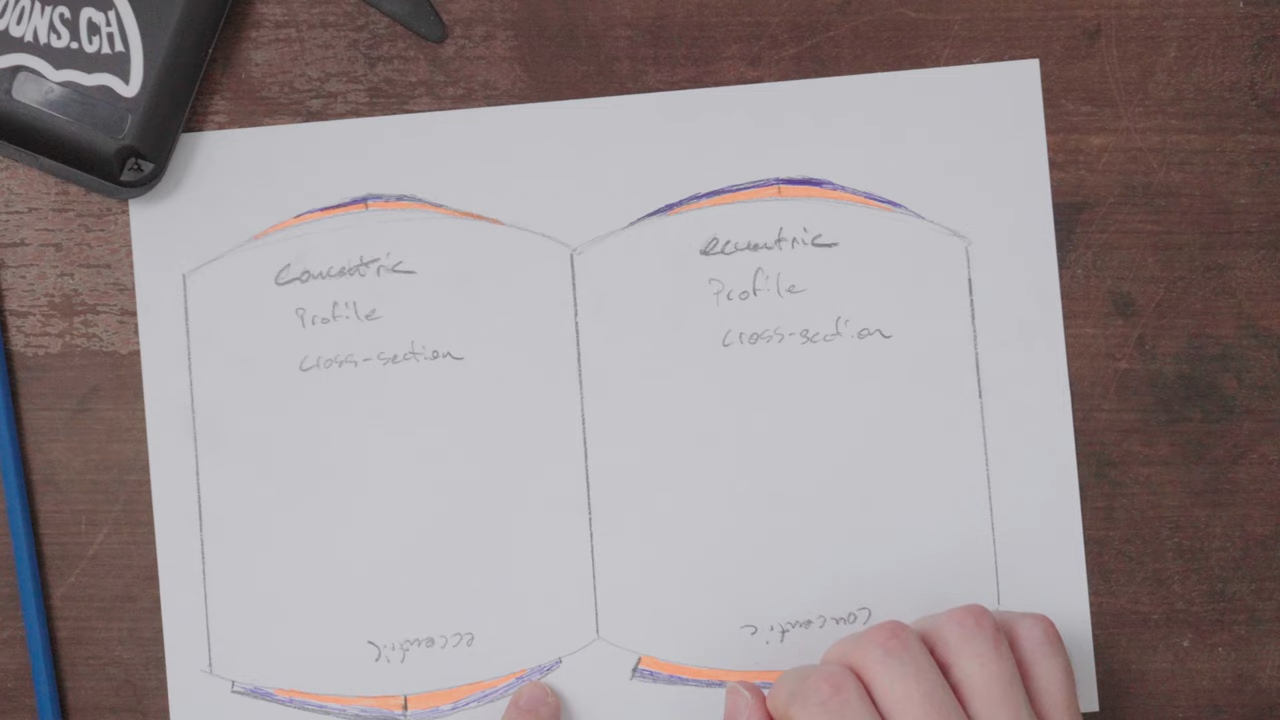 OONS.CH
concentric
Profile
cross-section
eccentric
Profile
cross-section
eccentric
concentric